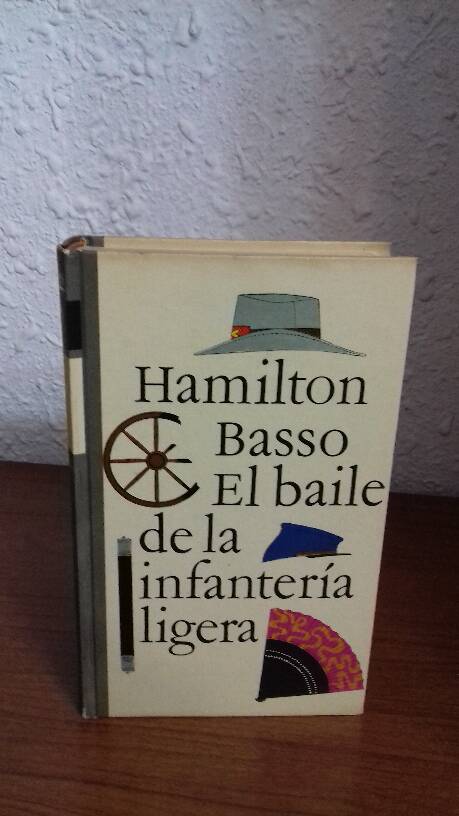 Hamilton
Basso
El baile
de la
infantería
ligera